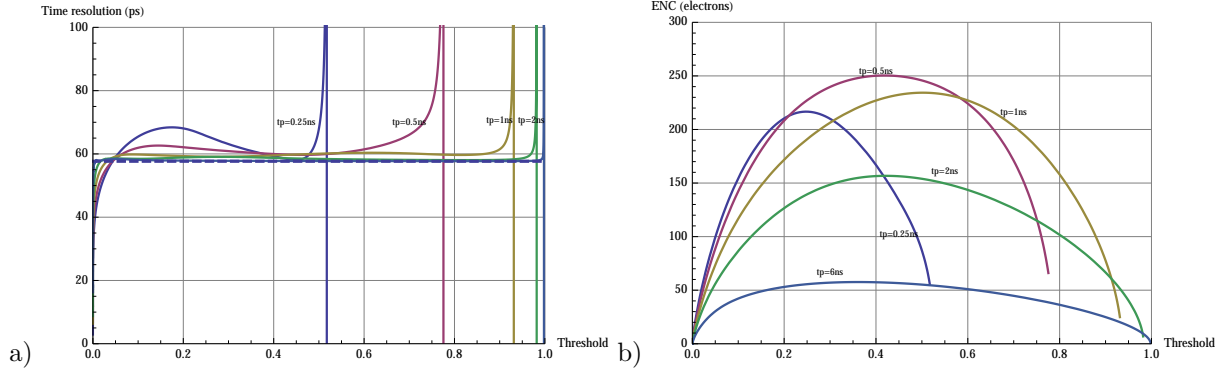 Time resolution (ps)
100
80
60
40
20
0
tp=0.25ns
tp=0.5ns
tp=1ns
tp=2ns
0.0
0.2
0.4
0.6
0.8
1.0
Threshold
a)
ENC (electrons)
300
250
200
150
100
50
0
tp=0.5ns
tp=1ns
tp=2ns
tp=0.25ns
tp=6ns
0.0
0.2
0.4
0.6
0.8
1.0
Threshold
b)